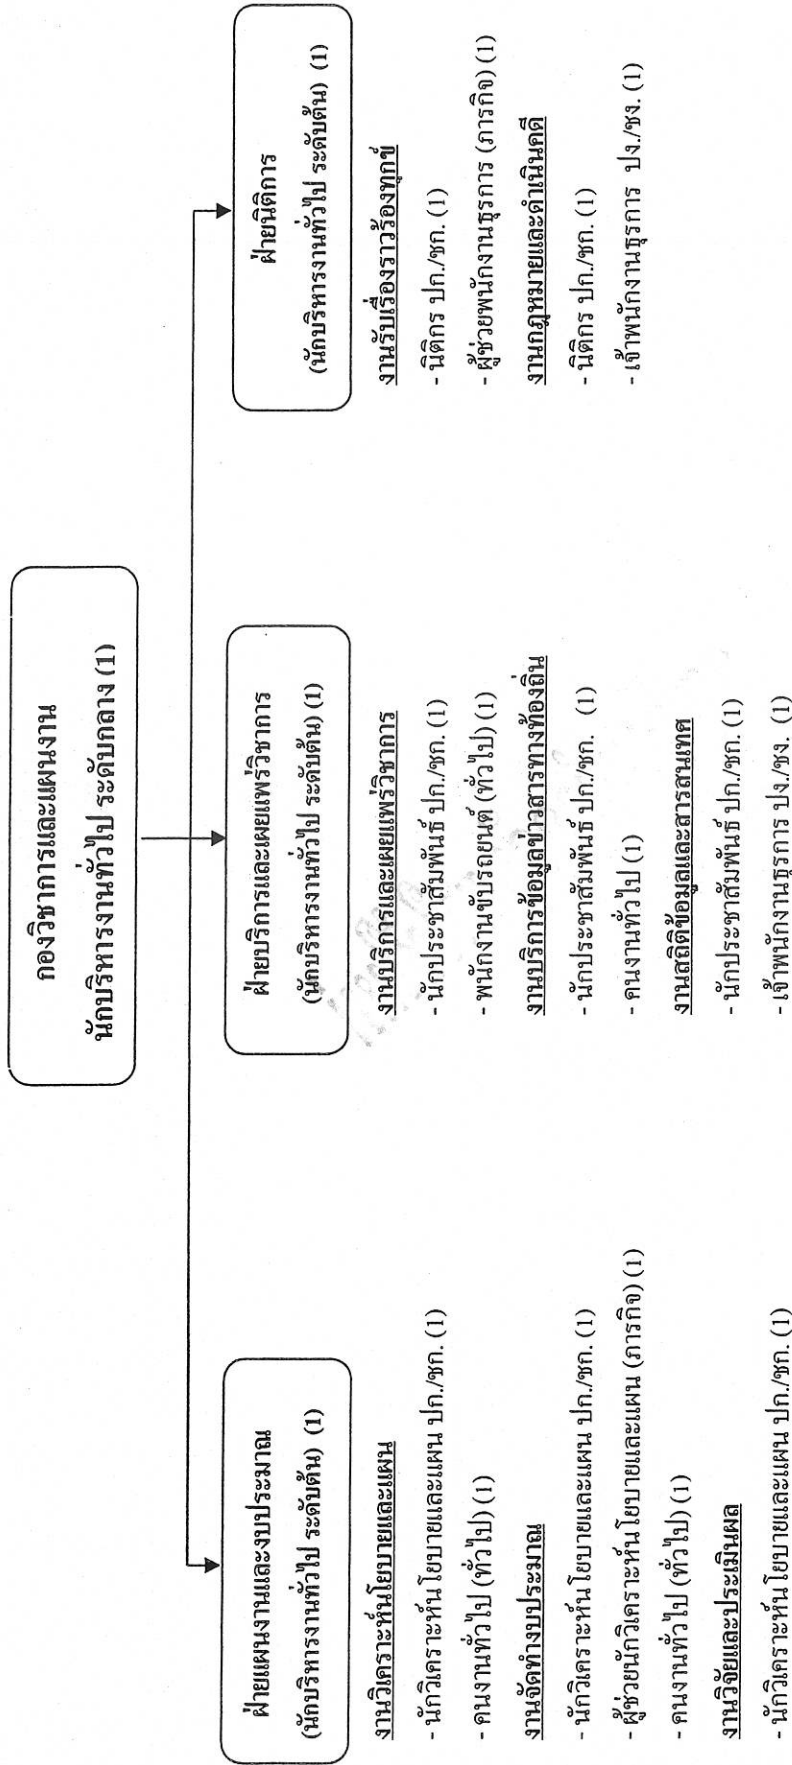 กองวิชาการและแผนงาน
นักบริหารงานทั่วไป ระดับกลาง (1)
ฝ่ายแผนงานและงบประมาณ
(นักบริหารงานทั่วไป ระดับต้น) (1)
งานวิเคราะห์นโยบายและแผน
- นักวิเคราะห์นโยบายและแผน ปก./ชก. (1)
- คนงานทั่วไป (ทั่วไป) (1)
งานจัดทำงบประมาณ
- นักวิเคราะห์นโยบายและแผน ปก./ชก. (1)
- ผู้ช่วยนักวิเคราะห์นโยบายและแผน (ภารกิจ) (1)
- คนงานทั่วไป (ทั่วไป) (1)
งานวิจัยและประเมินผล
- นักวิเคราะห์นโยบายและแผน ปก./ชก. (1)
ฝ่ายบริการและเผยแพร่วิชาการ
(นักบริหารงานทั่วไป ระดับต้น) (1)
งานบริการและเผยแพร่วิชาการ
- นักประชาสัมพันธ์ ปก./ชก. (1)
- พนักงานขับรถยนต์ (ทั่วไป) (1)
งานบริการข้อมูลข่าวสารทางท้องถิ่น
- นักประชาสัมพันธ์ ปก./ชก. (1)
- คนงานทั่วไป (1)
งานสถิติข้อมูลและสารสนเทศ
- นักประชาสัมพันธ์ ปก./ชก. (1)
- เจ้าพนักงานธุรการ ปง./ชง. (1)
ฝ่ายนิติการ
(นักบริหารงานทั่วไป ระดับต้น) (1)
งานรับเรื่องราวร้องทุกข์
- นิติกร ปก./ชก. (1)
- ผู้ช่วยพนักงานธุรการ (ภารกิจ) (1)
งานกฎหมายและดำเนินคดี
- นิติกร ปก./ชก. (1)
- เจ้าพนักงานธุรการ ปง./ชง. (1)